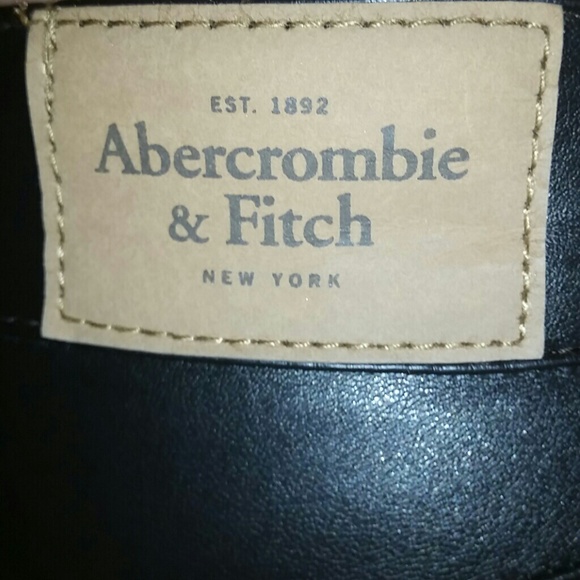 EST. 1892
Abercrombie
& Fitch
NEW YORK